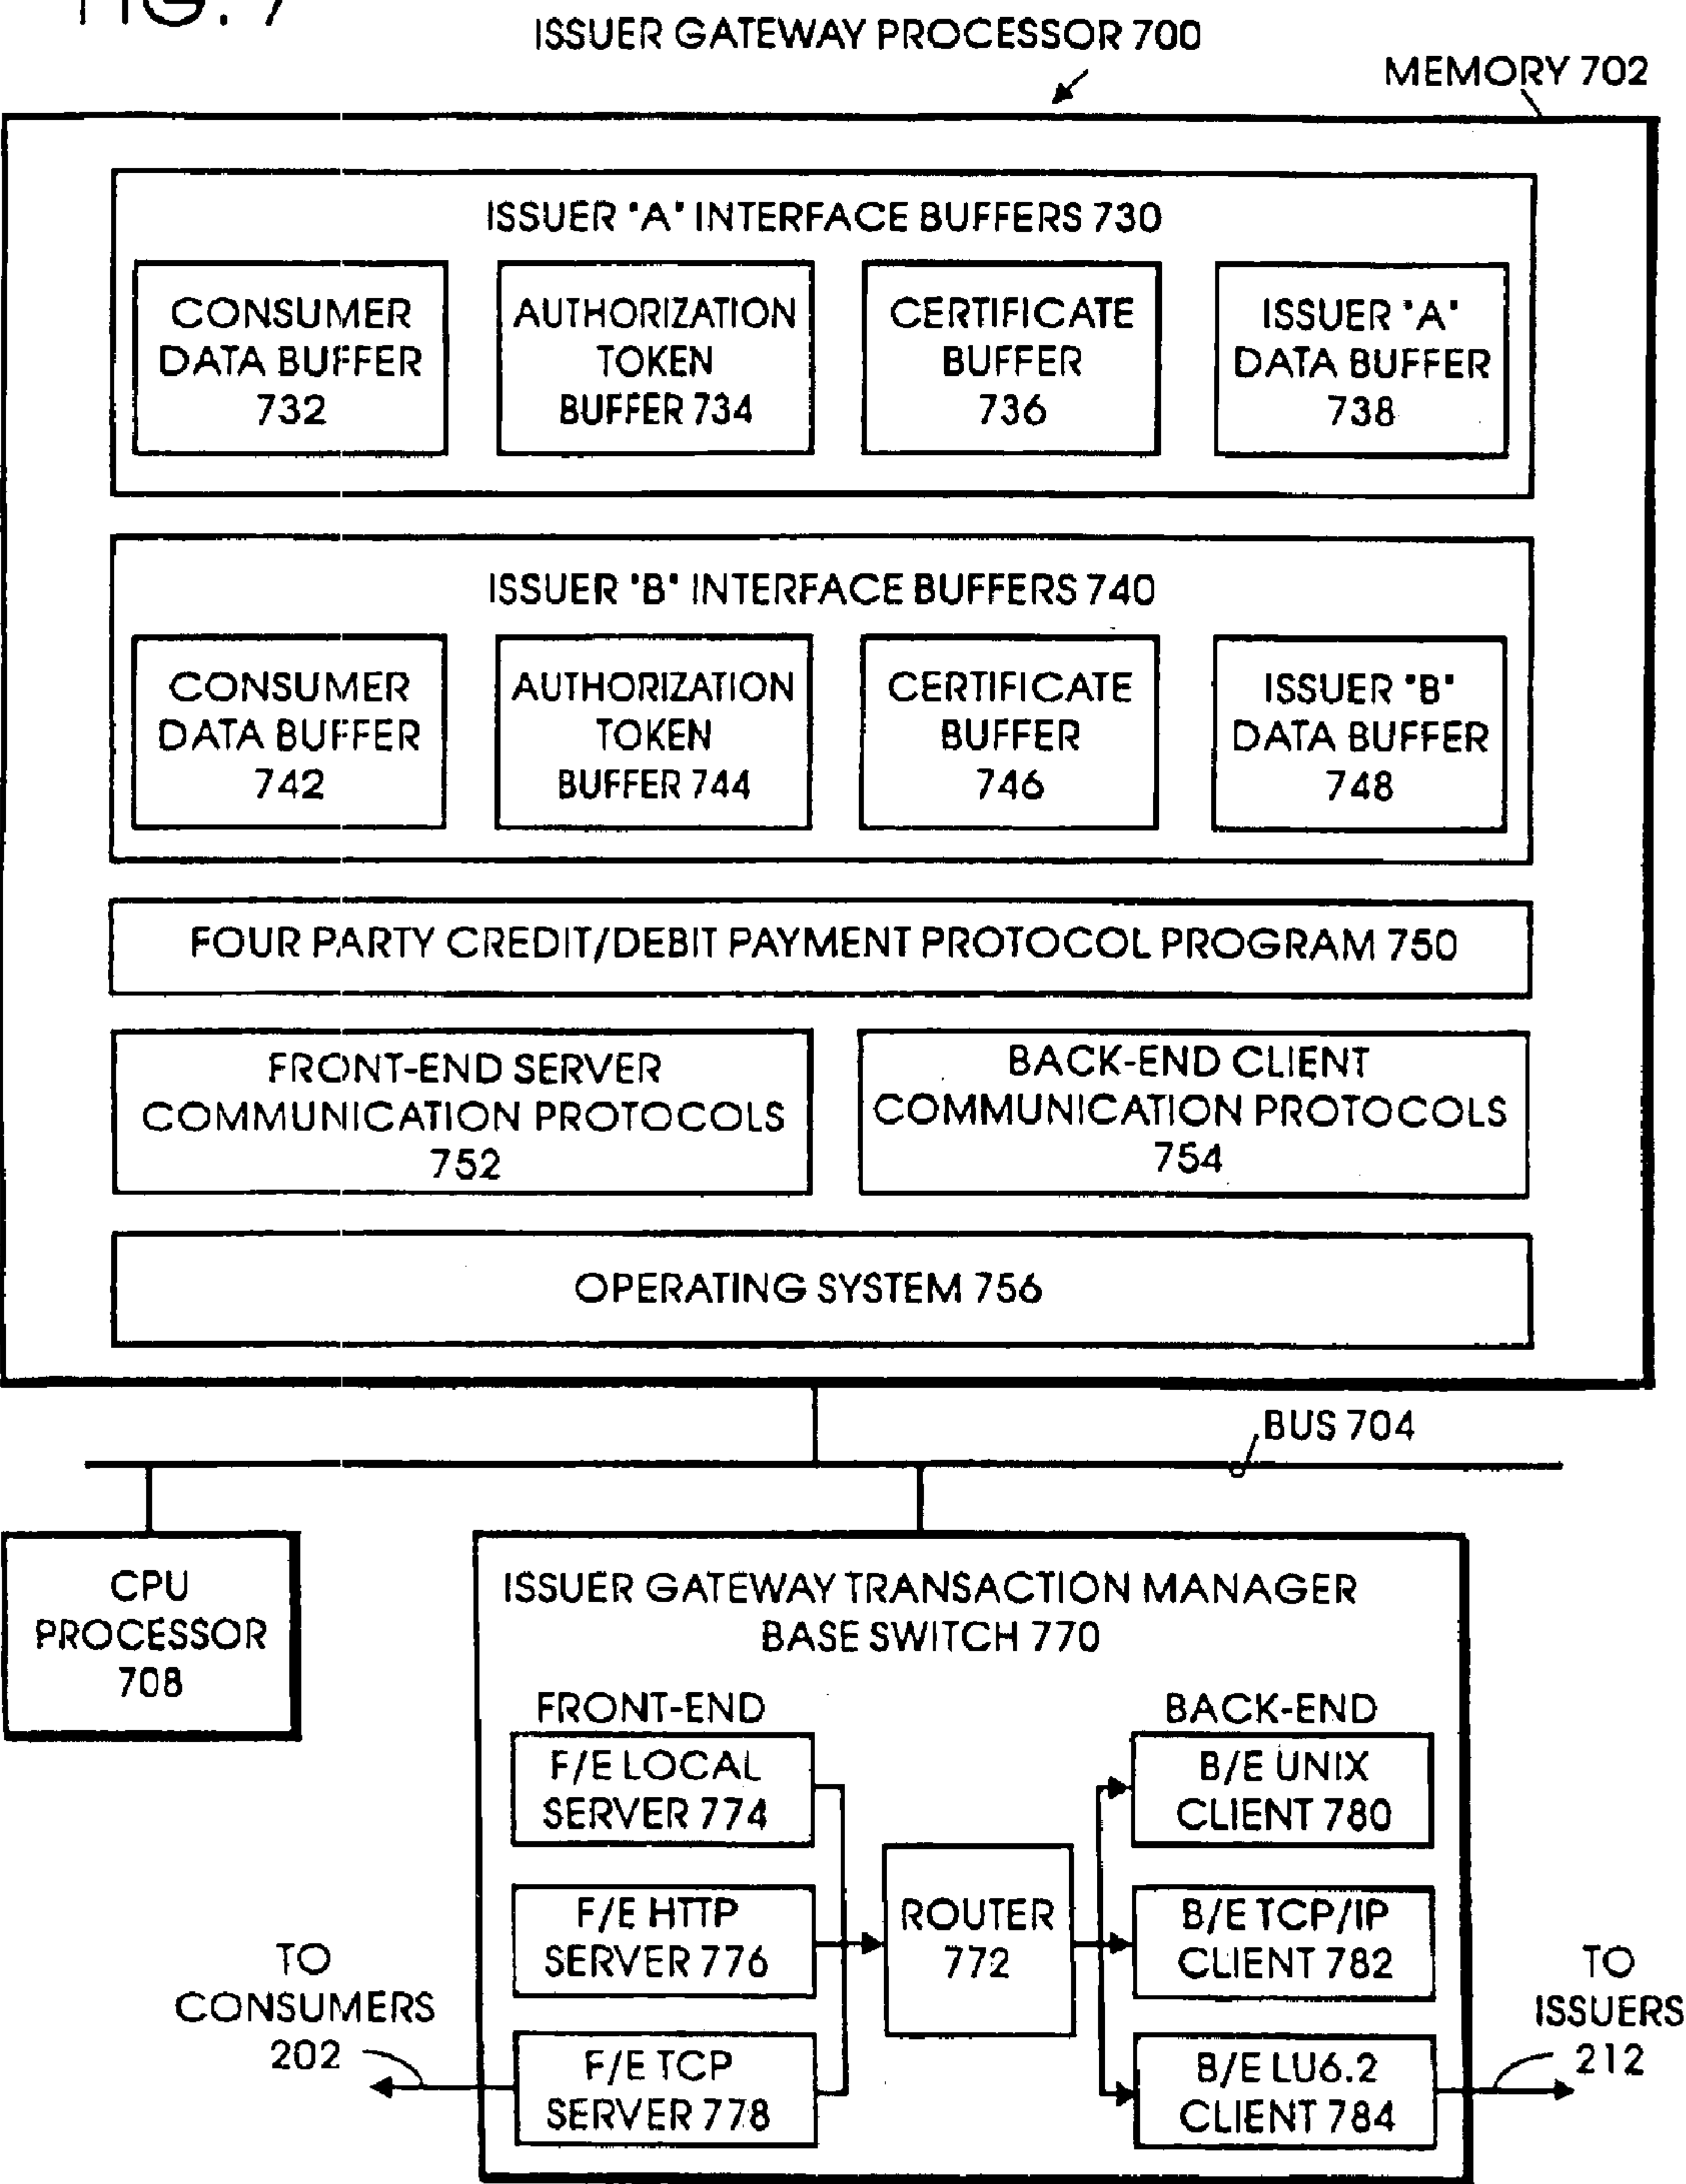 FIG. 7
ISSUER GATEWAY PROCESSOR 700
MEMORY 702
ISSUER "A" INTERFACE BUFFERS 730
CONSUMER
DATA BUFFER
732
AUTHORIZATION
TOKEN
BUFFER 734
CERTIFICATE
BUFFER
736
ISSUER "A"
DATA BUFFER
738
ISSUER "B" INTERFACE BUFFERS 740
CONSUMER
DATA BUFFER
742
AUTHORIZATION
TOKEN
BUFFER 744
CERTIFICATE
BUFFER
746
ISSUER "B"
DATA BUFFER
748
FOUR PARTY CREDIT/DEBIT PAYMENT PROTOCOL PROGRAM 750
FRONT-END SERVER
COMMUNICATION PROTOCOLS
752
BACK-END CLIENT
COMMUNICATION PROTOCOLS
754
OPERATING SYSTEM 756
BUS 704
CPU
PROCESSOR
708
ISSUER GATEWAY TRANSACTION MANAGER
BASE SWITCH 770
FRONT-END
F/E LOCAL
SERVER 774
F/E HTTP
SERVER 776
F/E TCP
SERVER 778
ROUTER
772
BACK-END
B/E UNIX
CLIENT 780
B/E TCP/IP
CLIENT 782
B/E LU6.2
CLIENT 784
TO
CONSUMERS
202
TO
ISSUERS
212